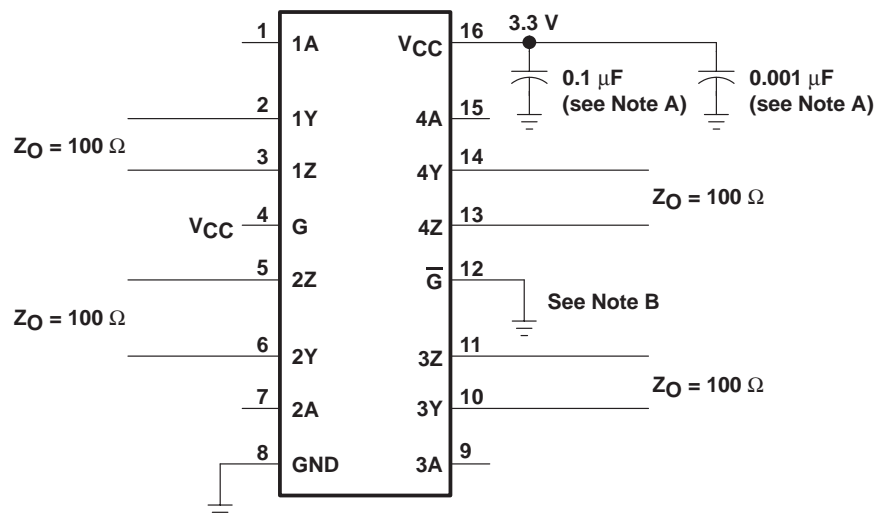 1 1A VCC 16 3.3 V
0.1 μF
(see Note A)
0.001 μF
(see Note A)
2 1Y 4A 15
ZO = 100 Ω
3 1Z 4Y 14
ZO = 100 Ω
VCC 4 G 4Z 13
5 2Z G̅ 12
See Note B
ZO = 100 Ω
6 2Y 3Z 11
ZO = 100 Ω
7 2A 3Y 10
8 GND 3A 9